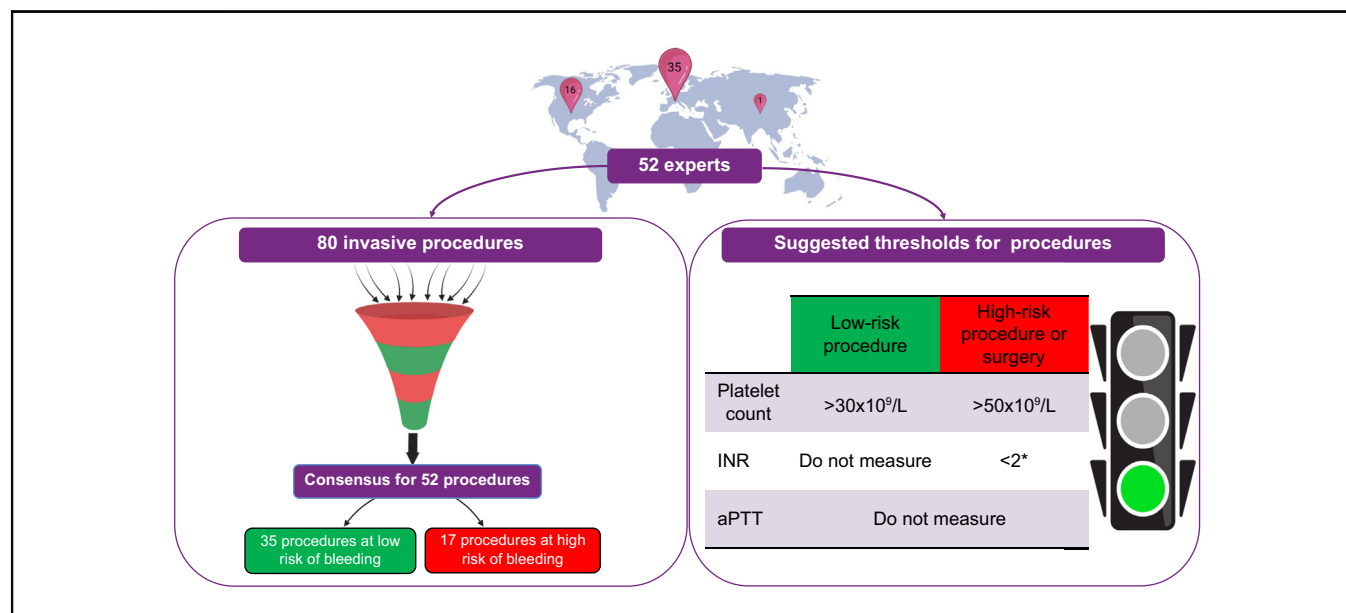 35
16
1
52 experts
80 invasive procedures
Consensus for 52 procedures
35 procedures at low
risk of bleeding
17 procedures at high
risk of bleeding
Suggested thresholds for procedures
Low-risk
procedure
High-risk
procedure or
surgery
Platelet
count
>30x10⁹/L
>50x10⁹/L
INR
Do not measure
<2*
aPTT
Do not measure